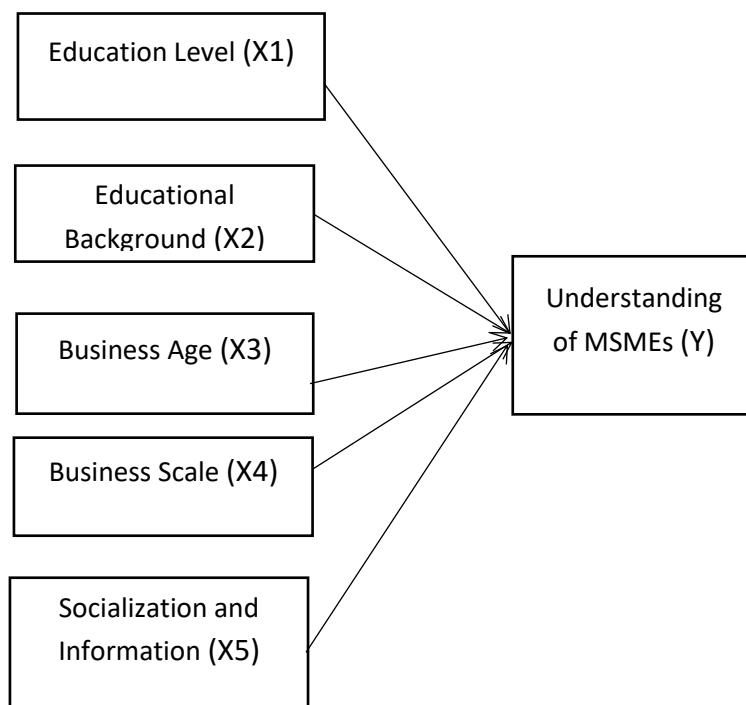 Education Level (X1)
Educational
Background (X2)
Business Age (X3)
Business Scale (X4)
Socialization and
Information (X5)
Understanding
of MSMEs (Y)